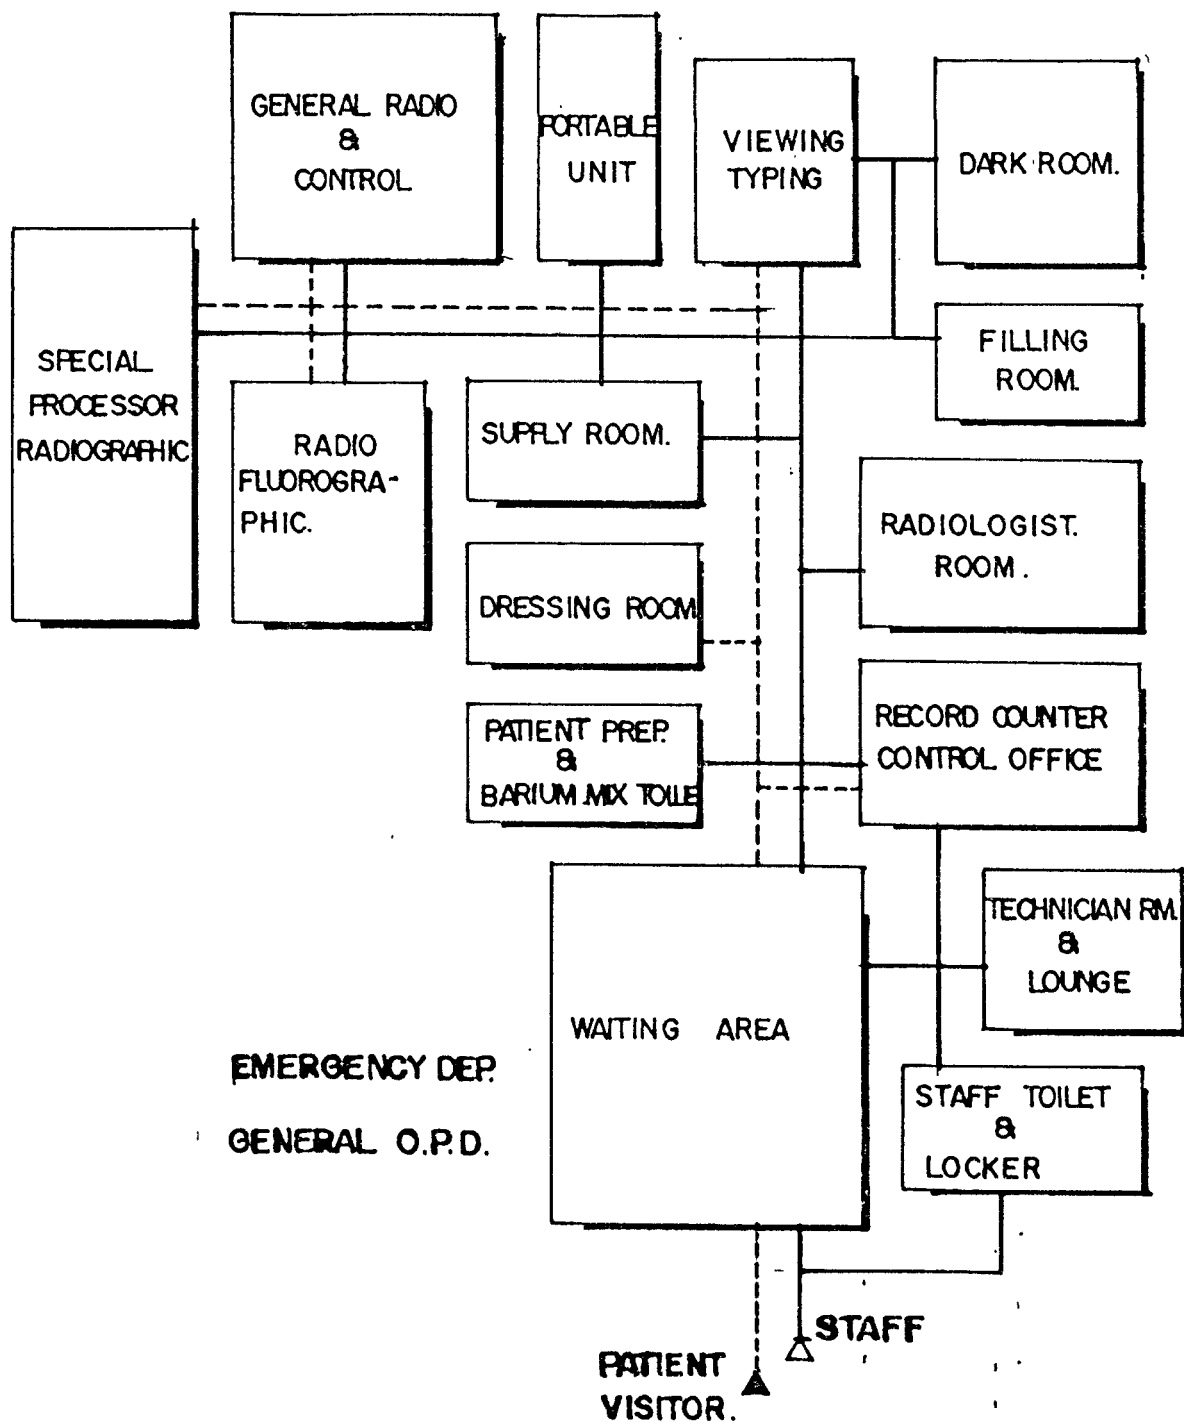 GENERAL RADIO
&
CONTROL
PORTABLE
UNIT
VIEWING
TYPING
DARK ROOM.
SPECIAL
PROCESSOR
RADIOGRAPHIC
RADIO
FLUOROGRA-
PHIC.
SUPPLY ROOM.
FILLING
ROOM.
RADIOLOGIST.
ROOM.
DRESSING ROOM
PATIENT PREP.
&
BARIUM MIX TOILE
RECORD COUNTER
CONTROL OFFICE
TECHNICIAN RM.
&
LOUNGE
WAITING AREA
EMERGENCY DEP.
GENERAL O.P.D.
STAFF TOILET
&
LOCKER
STAFF
PATIENT
VISITOR.